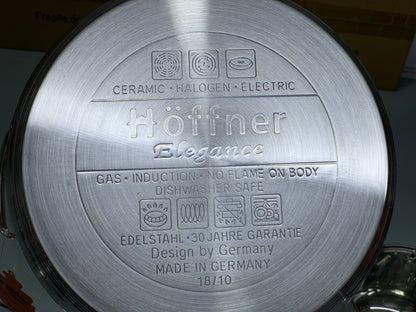 Fragile
CERAMIC · HALOGEN · ELECTRIC
Höffner
Elegance
GAS · INDUCTION · NO FLAME ON BODY
DISHWASHER SAFE
EDELSTAHL · 30 JAHRE GARANTIE
Design by Germany
MADE IN GERMANY
18/10